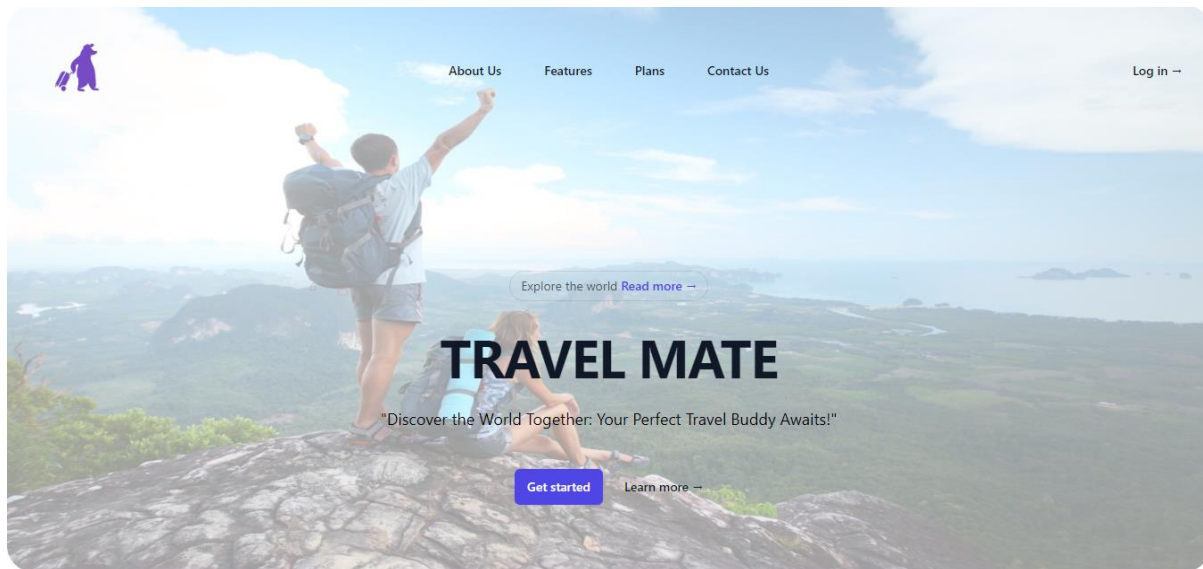 About Us Features Plans Contact Us Log in →
Explore the world Read more →
TRAVEL MATE
"Discover the World Together: Your Perfect Travel Buddy Awaits!"
Get started Learn more →